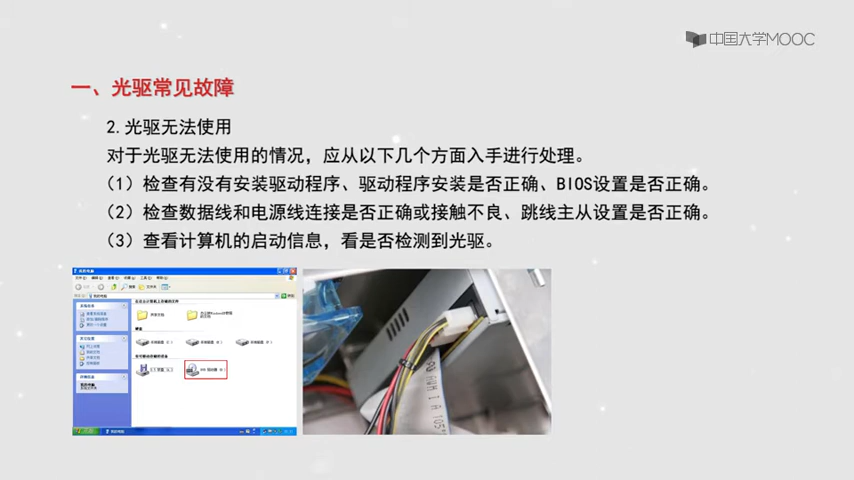 中国大学MOOC
一、光驱常见故障
2.光驱无法使用
对于光驱无法使用的情况，应从以下几个方面入手进行处理。
（1）检查有没有安装驱动程序、驱动程序安装是否正确、BIOS设置是否正确。
（2）检查数据线和电源线连接是否正确或接触不良、跳线主从设置是否正确。
（3）查看计算机的启动信息，看是否检测到光驱。
我的电脑